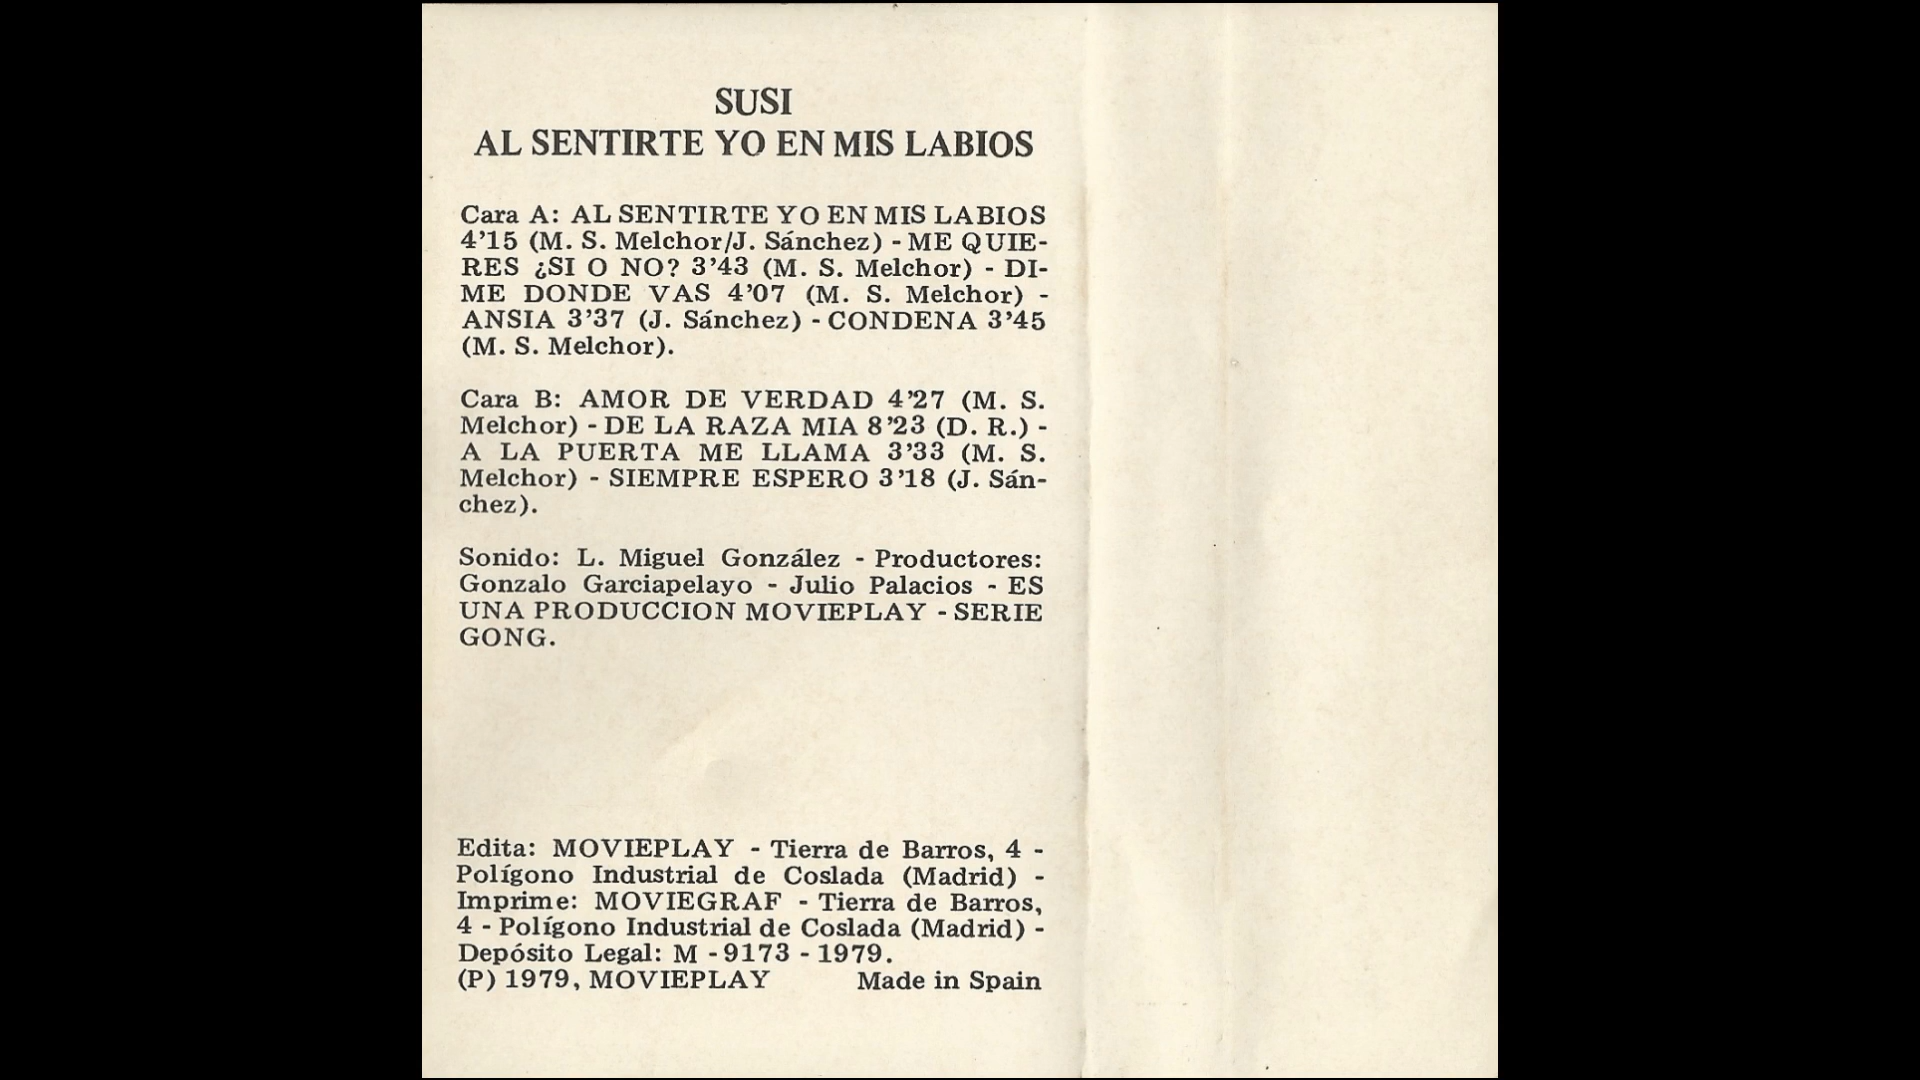 SUSI
AL SENTIRTE YO EN MIS LABIOS
Cara A: AL SENTIRTE YO EN MIS LABIOS
4’15 (M. S. Melchor/J. Sánchez) - ME QUIE-
RES ¿SI O NO? 3’43 (M. S. Melchor) - DI-
ME DONDE VAS 4’07 (M. S. Melchor) -
ANSIA 3’37 (J. Sánchez) - CONDENA 3’45
(M. S. Melchor).
Cara B: AMOR DE VERDAD 4’27 (M. S.
Melchor) - DE LA RAZA MIA 8’23 (D. R.) -
A LA PUERTA ME LLAMA 3’33 (M. S.
Melchor) - SIEMPRE ESPERO 3’18 (J. Sán-
chez).
Sonido: L. Miguel González - Productores:
Gonzalo Garciapelayo - Julio Palacios - ES
UNA PRODUCCION MOVIEPLAY - SERIE
GONG.
Edita: MOVIEPLAY - Tierra de Barros, 4 -
Polígono Industrial de Coslada (Madrid) -
Imprime: MOVIEGRAF - Tierra de Barros,
4 - Polígono Industrial de Coslada (Madrid) -
Depósito Legal: M - 9173 - 1979.
(P) 1979, MOVIEPLAY Made in Spain